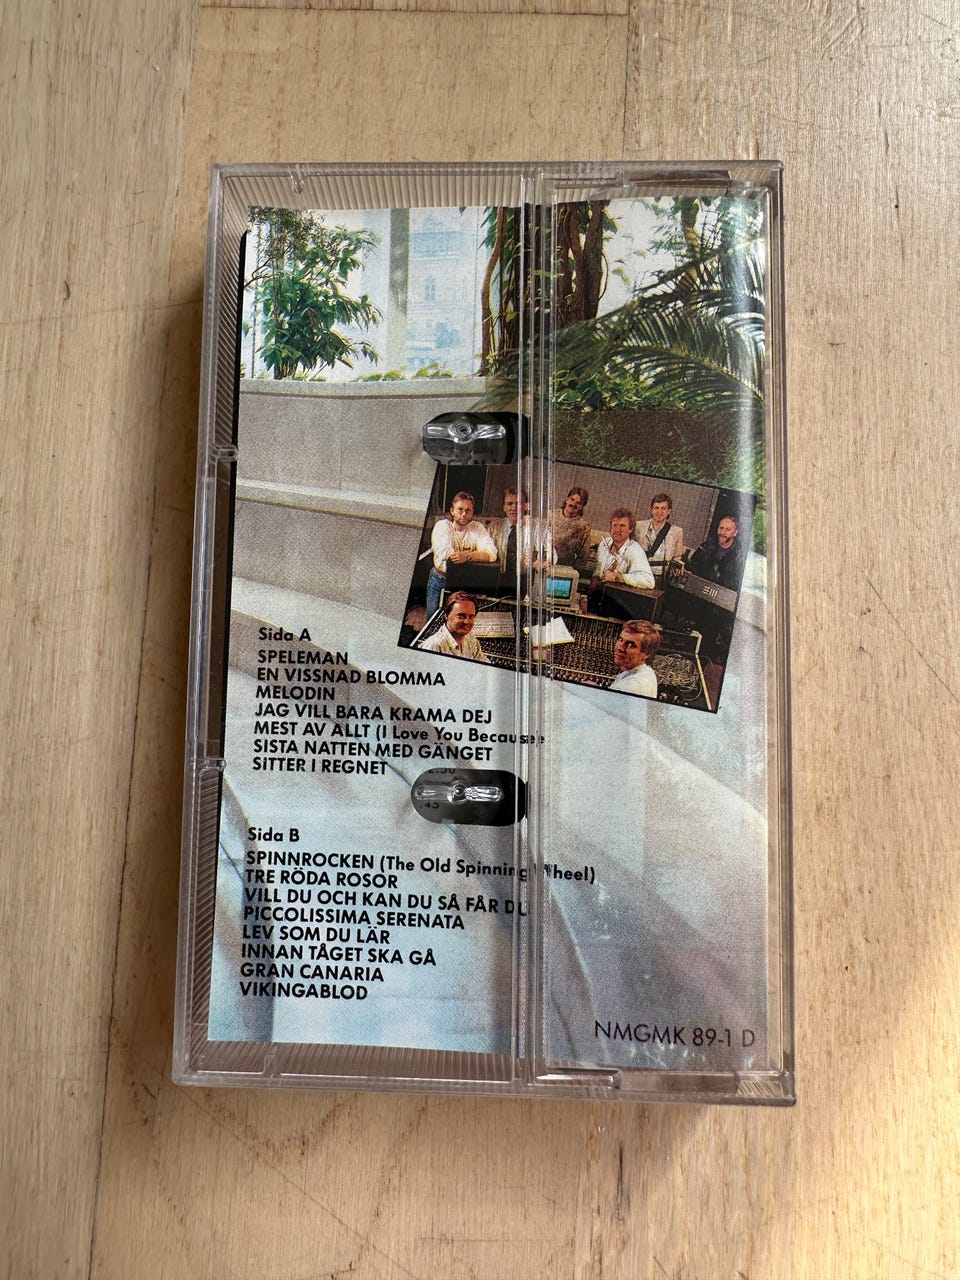 Sida A
SPELEMAN
EN VISSNAD BLOMMA
MELODIN
JAG VILL BARA KRAMA DEJ
MEST AV ALLT (I Love You Because
SISTA NATTEN MED GÄNGET
SITTER I REGNET
Sida B
SPINNROCKEN (The Old Spinning Wheel)
TRE RÖDA ROSOR
VILL DU OCH KAN DU SÅ FÅR DU
PICCOLISSIMA SERENATA
LEV SOM DU LÄR
INNAN TÅGET SKA GÅ
GRAN CANARIA
VIKINGABLOD
NMGMK 89-1 D